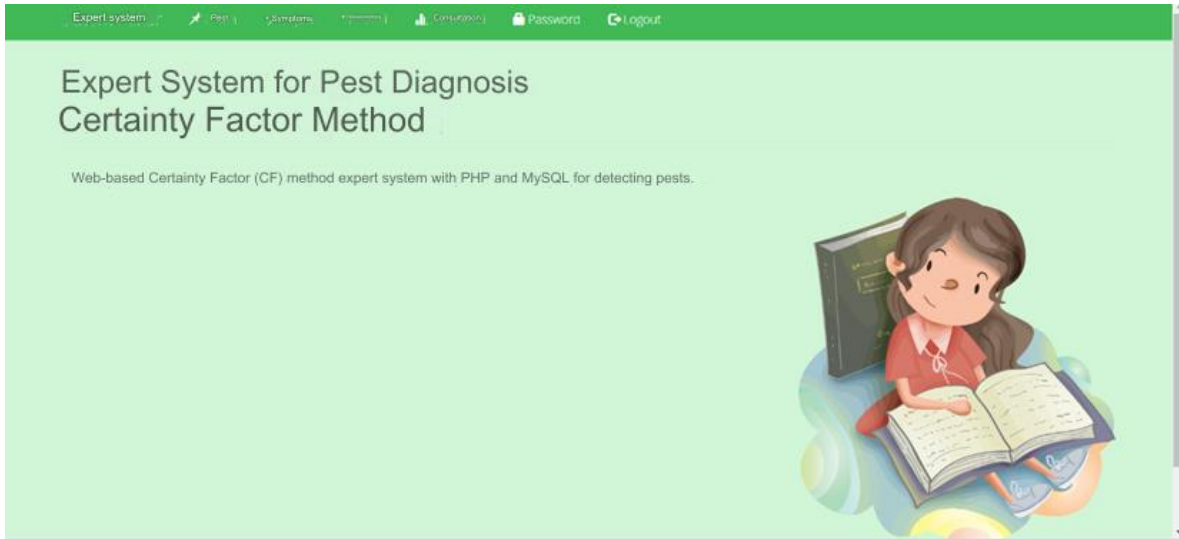 Expert system Pest Symptoms Consultation Password Logout
Expert System for Pest Diagnosis
Certainty Factor Method
Web-based Certainty Factor (CF) method expert system with PHP and MySQL for detecting pests.